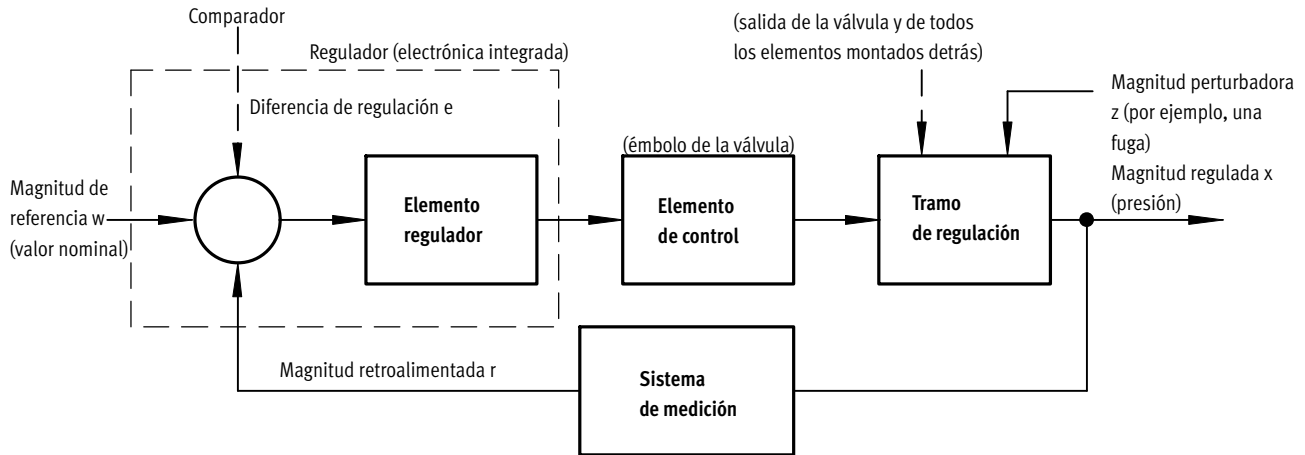 Comparador
Regulador (electrónica integrada)
Diferencia de regulación e
(salida de la válvula y de todos
los elementos montados detrás)
Magnitud perturbadora
z (por ejemplo, una
fuga)
Magnitud regulada x
(presión)
(émbolo de la válvula)
Magnitud de
referencia w
(valor nominal)
Elemento
regulador
Elemento
de control
Tramo
de regulación
Magnitud retroalimentada r
Sistema
de medición